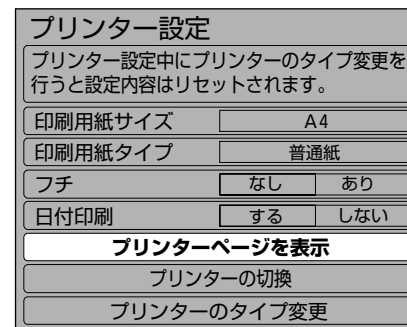 プリンター設定
プリンター設定中にプリンターのタイプ変更を
行うと設定内容はリセットされます。
印刷用紙サイズ A4
印刷用紙タイプ 普通紙
フチ なし あり
日付印刷 する しない
プリンターページを表示
プリンターの切換
プリンターのタイプ変更